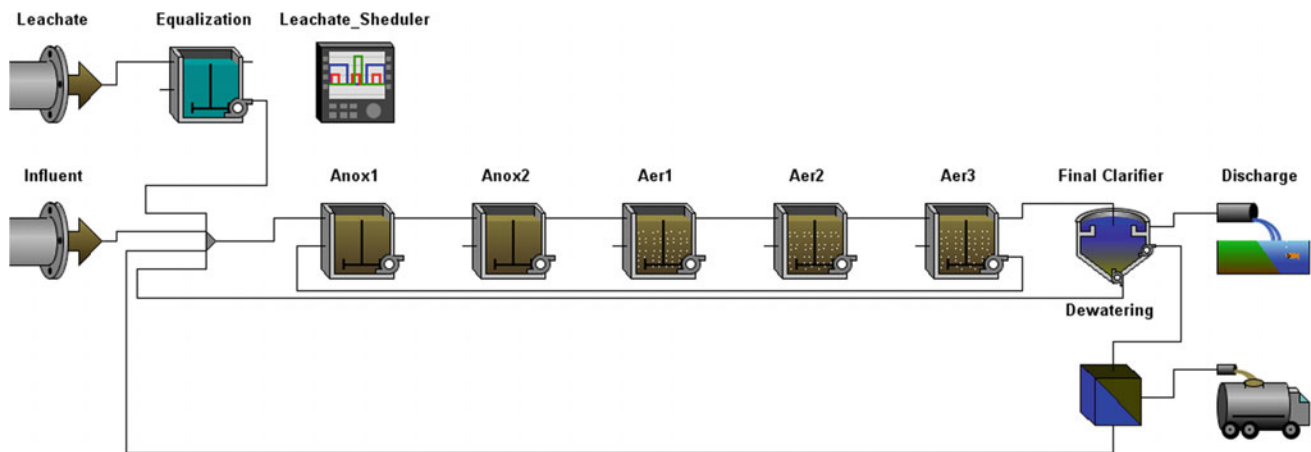 Leachate
Equalization
Leachate_Sheduler
Influent
Anox1
Anox2
Aer1
Aer2
Aer3
Final Clarifier
Discharge
Dewatering